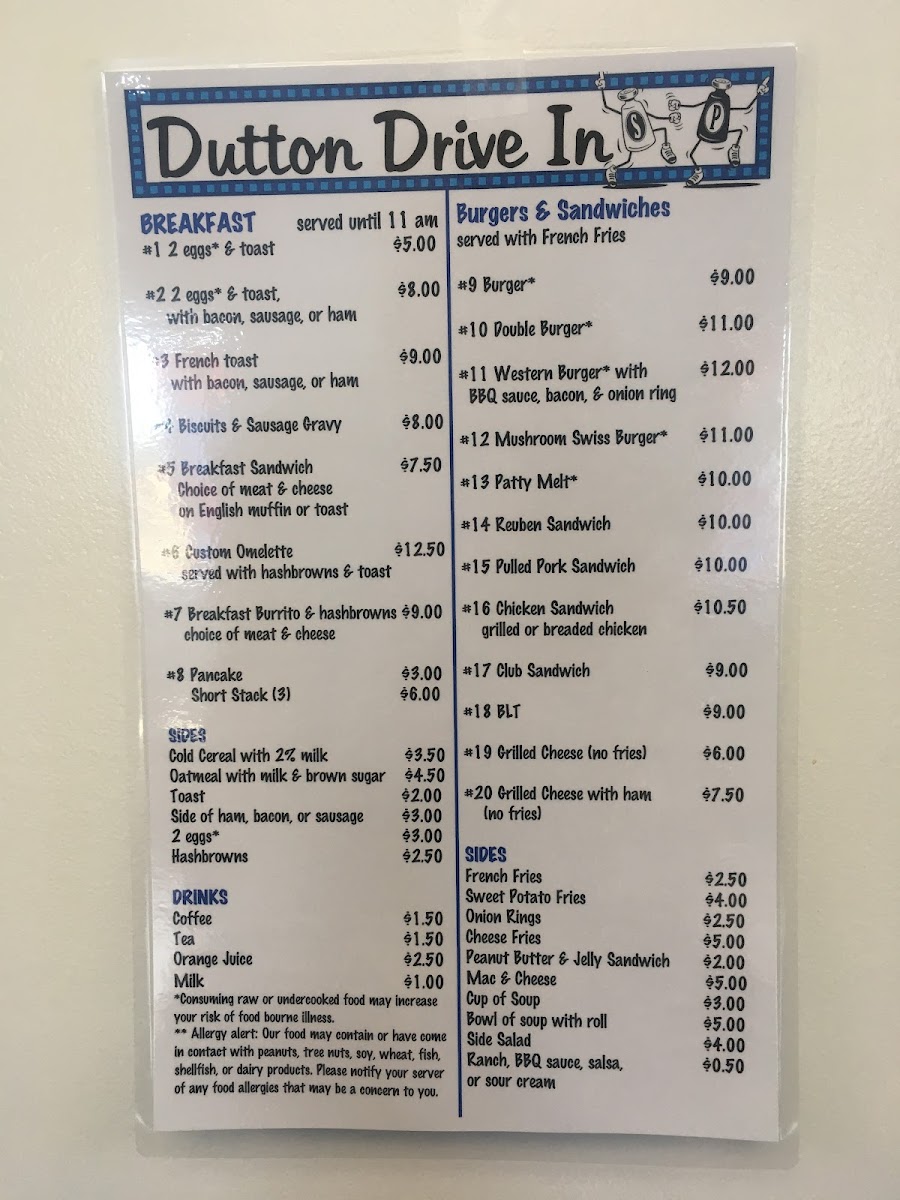 Dutton Drive In
S P
BREAKFAST served until 11 am
#1 2 eggs* & toast $5.00
#2 2 eggs* & toast, $8.00
with bacon, sausage, or ham
#3 French toast $9.00
with bacon, sausage, or ham
#4 Biscuits & Sausage Gravy $8.00
#5 Breakfast Sandwich $7.50
Choice of meat & cheese
on English muffin or toast
#6 Custom Omelette $12.50
served with hashbrowns & toast
#7 Breakfast Burrito & hashbrowns $9.00
choice of meat & cheese
#8 Pancake $3.00
Short Stack (3) $6.00
SIDES
Cold Cereal with 2% milk $3.50
Oatmeal with milk & brown sugar $4.50
Toast $2.00
Side of ham, bacon, or sausage $3.00
2 eggs* $3.00
Hashbrowns $2.50
DRINKS
Coffee $1.50
Tea $1.50
Orange Juice $2.50
Milk $1.00
*Consuming raw or undercooked food may increase
your risk of food bourne illness.
** Allergy alert: Our food may contain or have come
in contact with peanuts, tree nuts, soy, wheat, fish,
shellfish, or dairy products. Please notify your server
of any food allergies that may be a concern to you.
Burgers & Sandwiches
served with French Fries
#9 Burger* $9.00
#10 Double Burger* $11.00
#11 Western Burger* with $12.00
BBQ sauce, bacon, & onion ring
#12 Mushroom Swiss Burger* $11.00
#13 Patty Melt* $10.00
#14 Reuben Sandwich $10.00
#15 Pulled Pork Sandwich $10.00
#16 Chicken Sandwich $10.50
grilled or breaded chicken
#17 Club Sandwich $9.00
#18 BLT $9.00
#19 Grilled Cheese (no fries) $6.00
#20 Grilled Cheese with ham $7.50
(no fries)
SIDES
French Fries $2.50
Sweet Potato Fries $4.00
Onion Rings $2.50
Cheese Fries $5.00
Peanut Butter & Jelly Sandwich $2.00
Mac & Cheese $5.00
Cup of Soup $3.00
Bowl of soup with roll $5.00
Side Salad $4.00
Ranch, BBQ sauce, salsa, $0.50
or sour cream